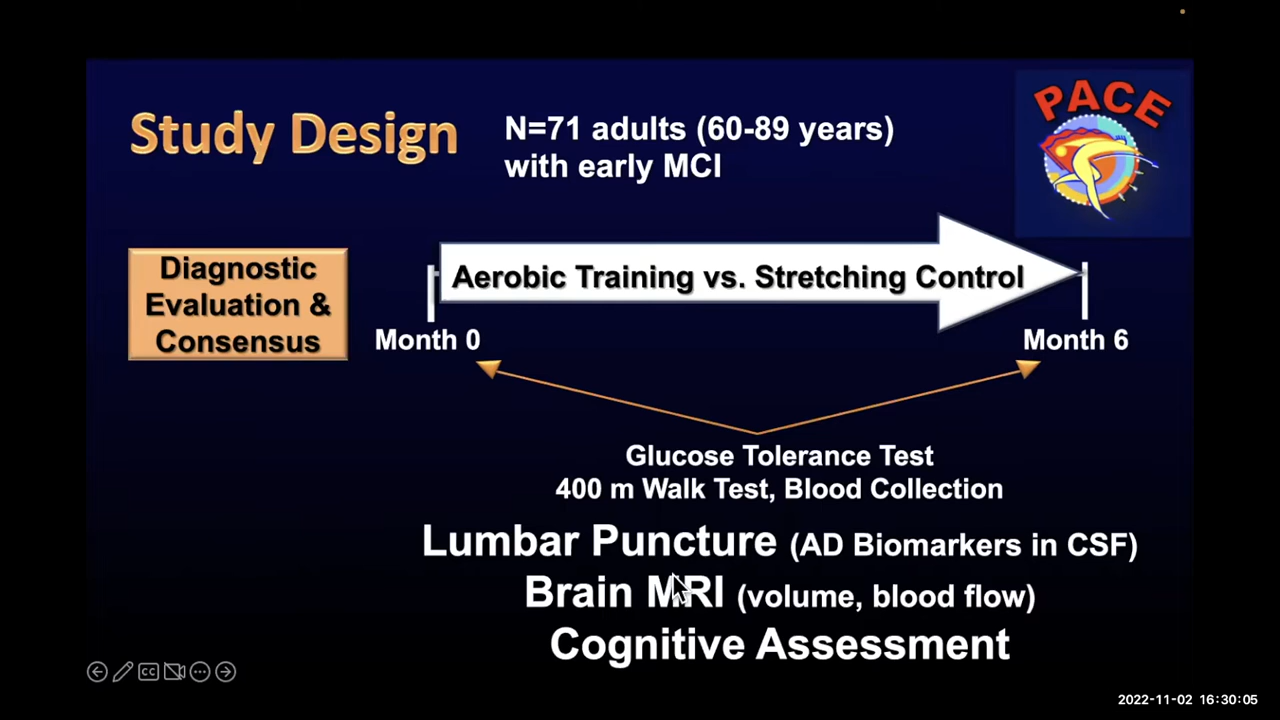 PACE
Study Design
N=71 adults (60-89 years)
with early MCI
Diagnostic
Evaluation &
Consensus
Aerobic Training vs. Stretching Control
Month 0
Month 6
Glucose Tolerance Test
400 m Walk Test, Blood Collection
Lumbar Puncture (AD Biomarkers in CSF)
Brain MRI (volume, blood flow)
Cognitive Assessment
CC
2022-11-02 16:30:05